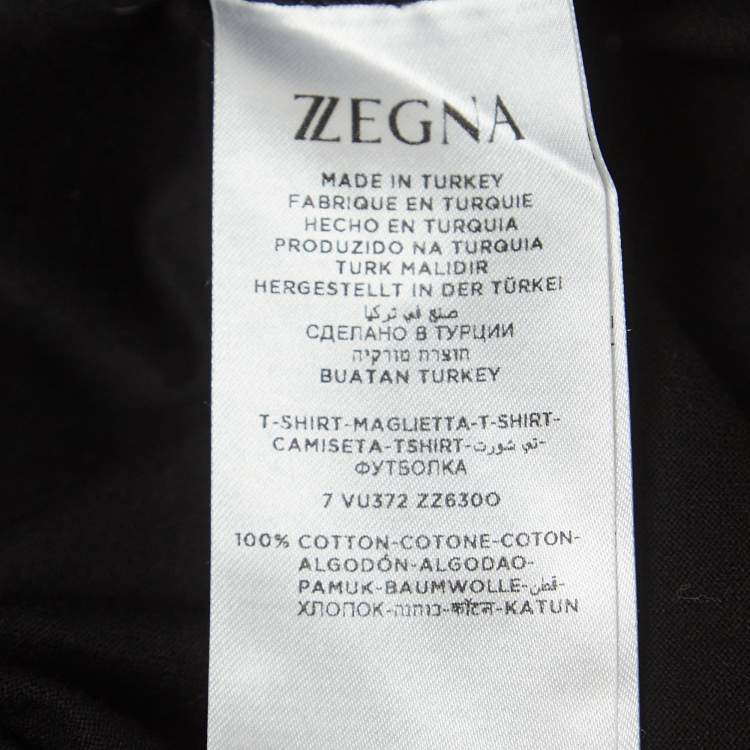 ZZEGNA
MADE IN TURKEY
FABRIQUE EN TURQUIE
HECHO EN TURQUIA
PRODUZIDO NA TURQUIA
TURK MALIDIR
HERGESTELLT IN DER TÜRKEI
صنع في تركيا
СДЕЛАНО В ТУРЦИИ
תוצרת טורקיה
BUATAN TURKEY
T-SHIRT-MAGLIETTA-T-SHIRT-
CAMISETA-TSHIRT-تي شورت-
ФУТБОЛКА
7 VU372 ZZ630O
100% COTTON-COTONE-COTON-
ALGODÓN-ALGODAO-
PAMUK-BAUMWOLLE-قطن-
ХЛОПОК-כותנה-कॉटन-KATUN